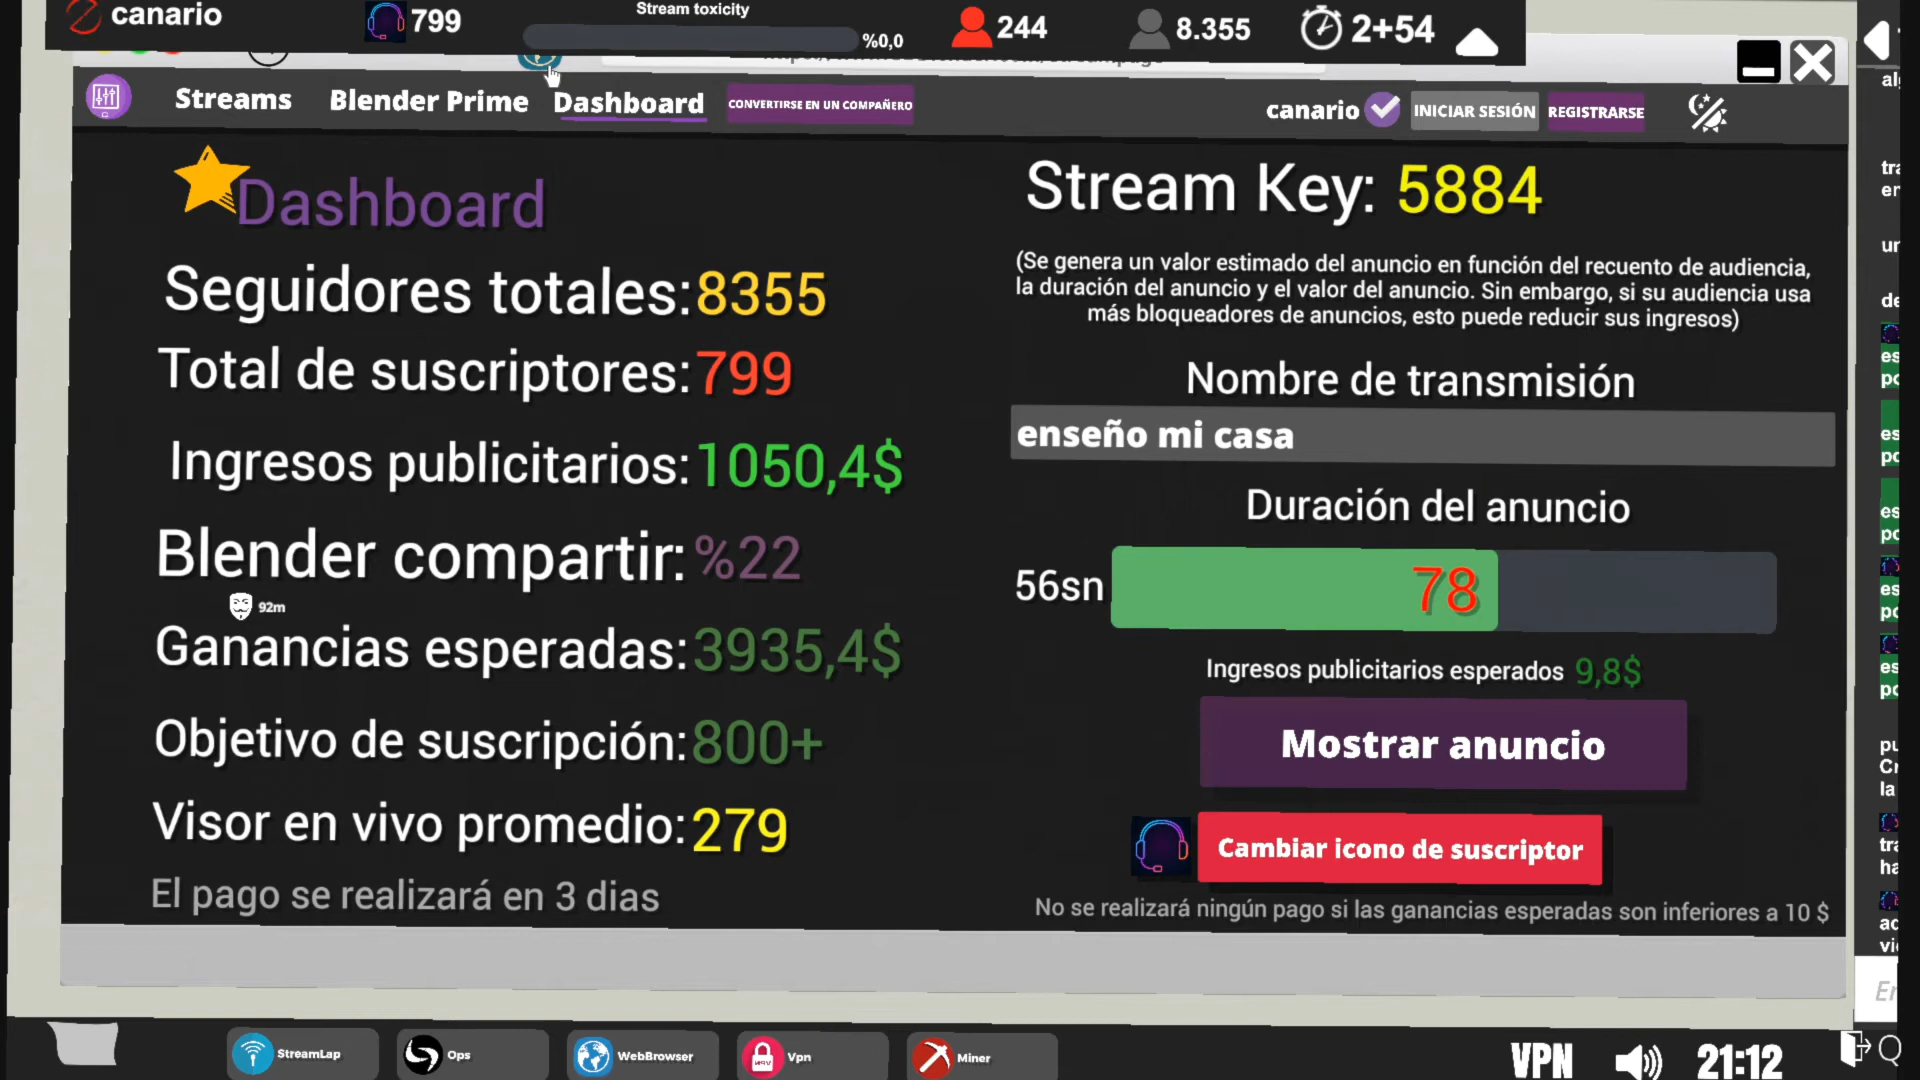 canario
799
Stream toxicity
%0,0
244
8.355
2+54
Streams
Blender Prime
Dashboard
CONVERTIRSE EN UN COMPAÑERO
canario
INICIAR SESIÓN
REGISTRARSE
Dashboard
Seguidores totales:8355
Total de suscriptores:799
Ingresos publicitarios:1050,4$
Blender compartir:%22
92m
Ganancias esperadas:3935,4$
Objetivo de suscripción:800+
Visor en vivo promedio:279
El pago se realizará en 3 dias
Stream Key: 5884
(Se genera un valor estimado del anuncio en función del recuento de audiencia,
la duración del anuncio y el valor del anuncio. Sin embargo, si su audiencia usa
más bloqueadores de anuncios, esto puede reducir sus ingresos)
Nombre de transmisión
enseño mi casa
Duración del anuncio
56sn
78
Ingresos publicitarios esperados 9,8$
Mostrar anuncio
Cambiar icono de suscriptor
No se realizará ningún pago si las ganancias esperadas son inferiores a 10 $
StreamLap
Ops
WebBrowser
Vpn
Miner
VPN
21:12
Q